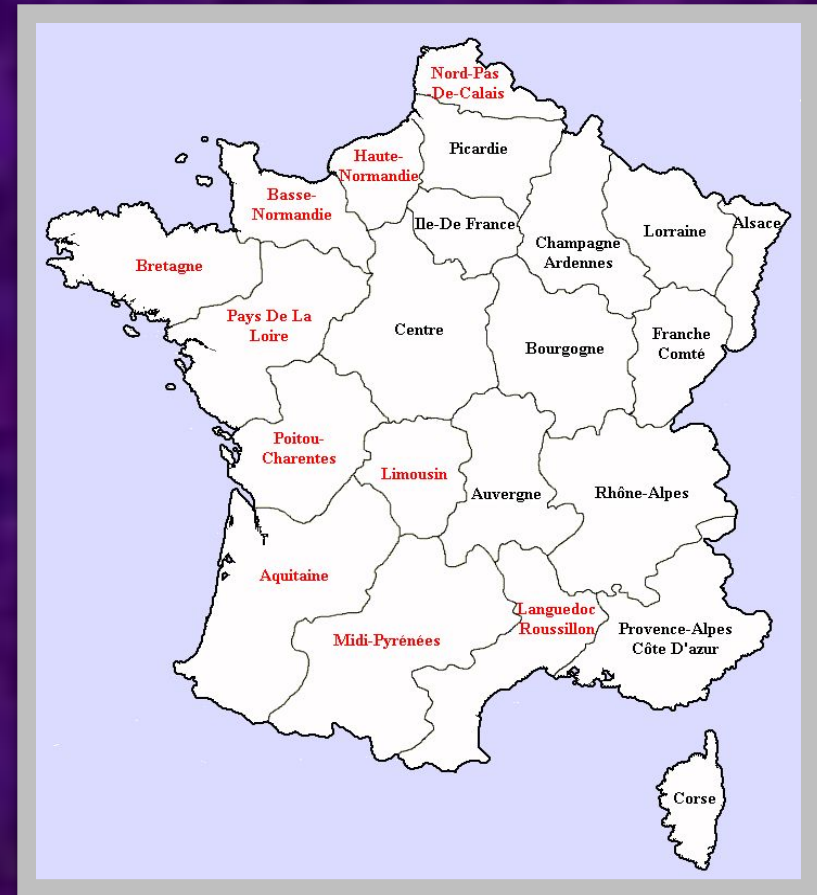 Nord-Pas
-De-Calais
Picardie
Haute-
Normandie
Basse-
Normandie
Ile-De France
Champagne
Ardennes
Lorraine
Alsace
Bretagne
Pays De La
Loire
Centre
Bourgogne
Franche
Comté
Poitou-
Charentes
Limousin
Auvergne
Rhône-Alpes
Aquitaine
Midi-Pyrénées
Languedoc
Roussillon
Provence-Alpes
Côte D'azur
Corse